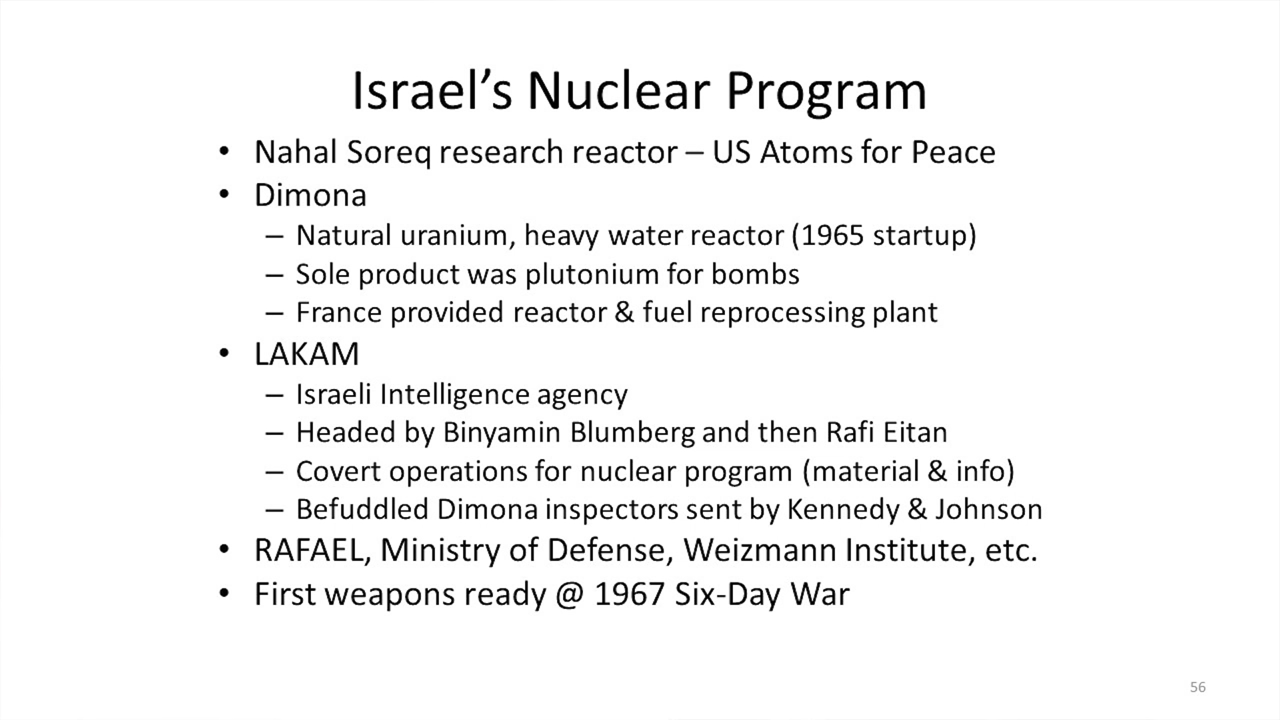 Israel’s Nuclear Program
• Nahal Soreq research reactor – US Atoms for Peace
• Dimona
– Natural uranium, heavy water reactor (1965 startup)
– Sole product was plutonium for bombs
– France provided reactor & fuel reprocessing plant
• LAKAM
– Israeli Intelligence agency
– Headed by Binyamin Blumberg and then Rafi Eitan
– Covert operations for nuclear program (material & info)
– Befuddled Dimona inspectors sent by Kennedy & Johnson
• RAFAEL, Ministry of Defense, Weizmann Institute, etc.
• First weapons ready @ 1967 Six-Day War
56